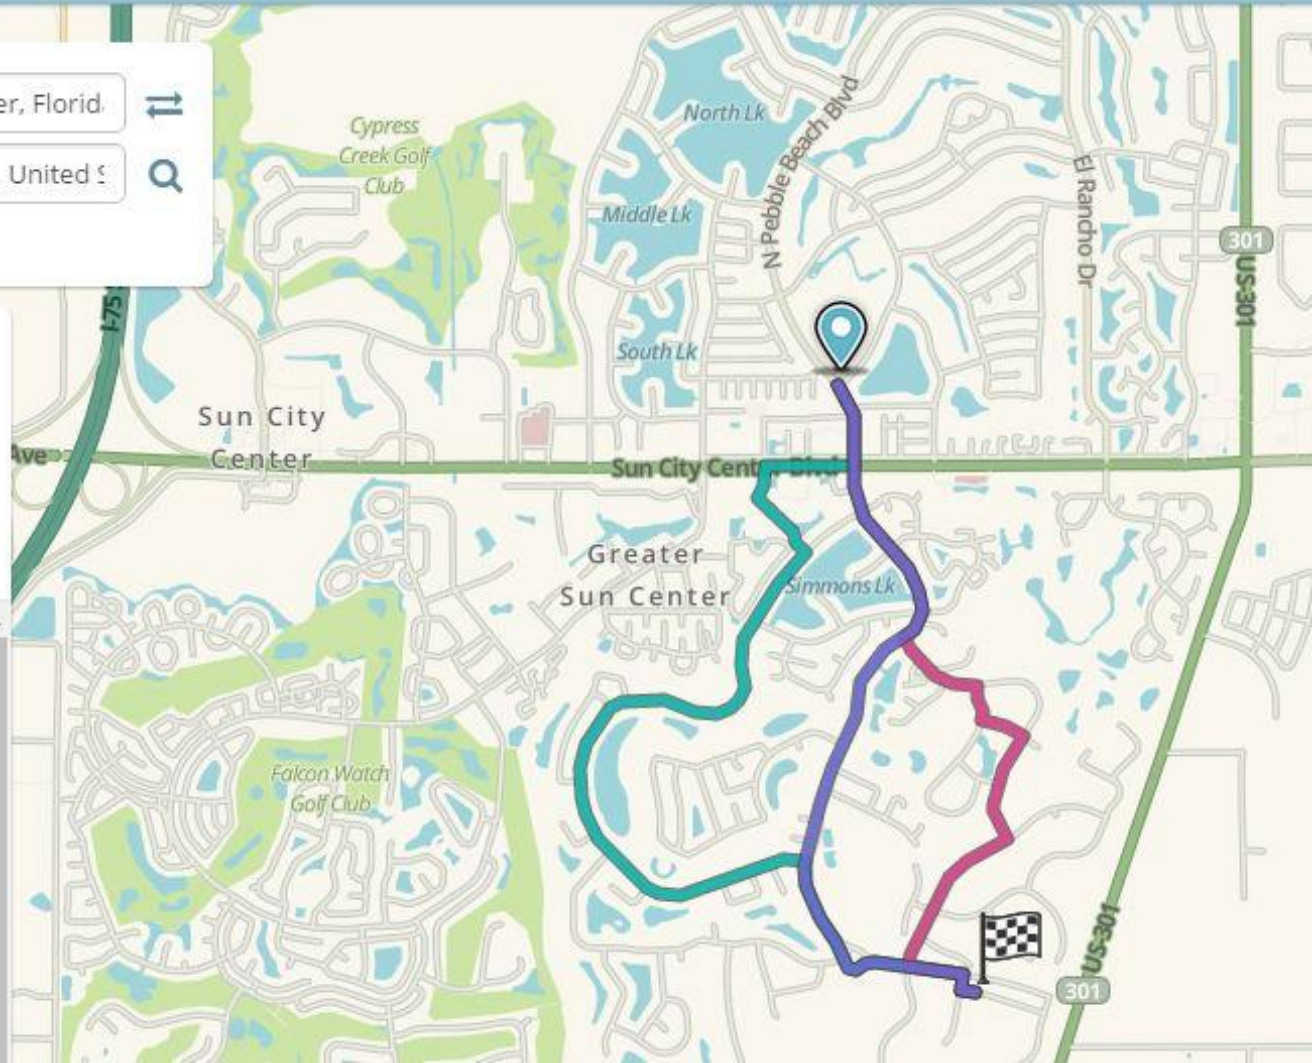 er, Florid
United S
North Lk
N Pebble Beach Blvd
Cypress
Creek Golf
Club
El Rancho Dr
Middle Lk
301
US-301
I-75
South Lk
Sun City
Center
Ave
Sun City Center Blvd
Greater
Sun Center
Simmons Lk
Falcon Watch
Golf Club
US-301
301